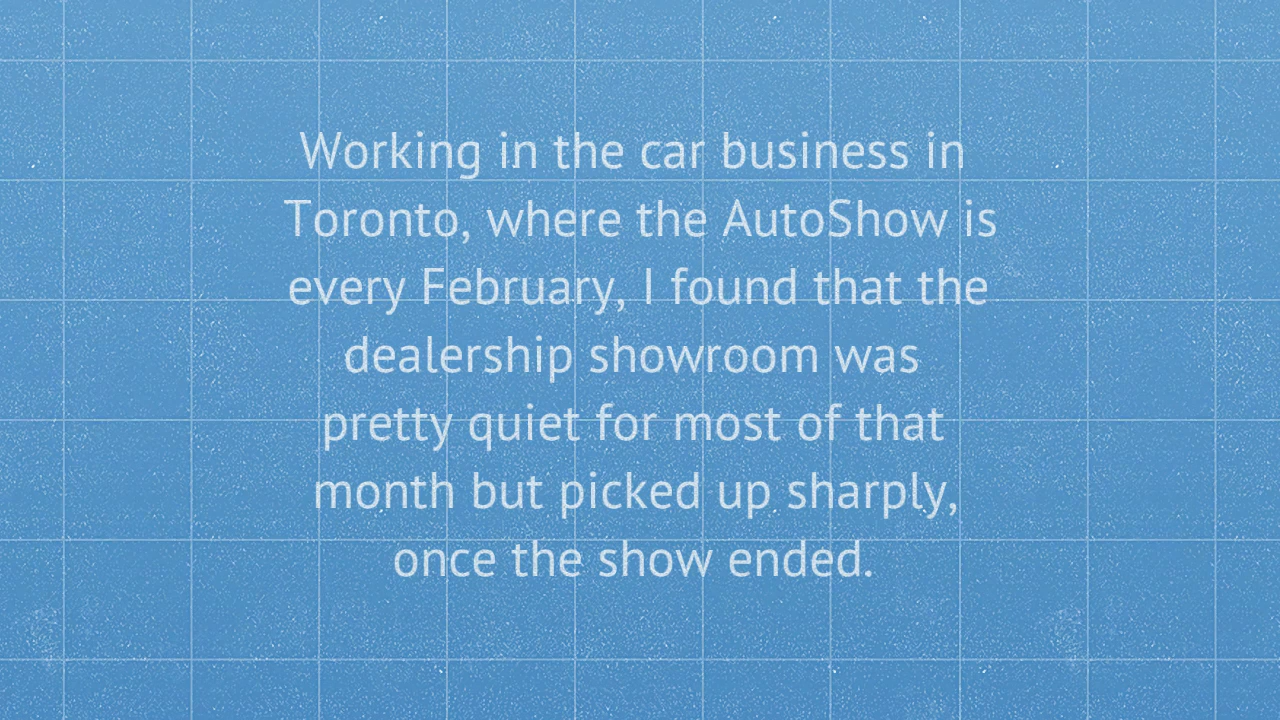 Working in the car business in
Toronto, where the AutoShow is
every February, I found that the
dealership showroom was
pretty quiet for most of that
month but picked up sharply,
once the show ended.